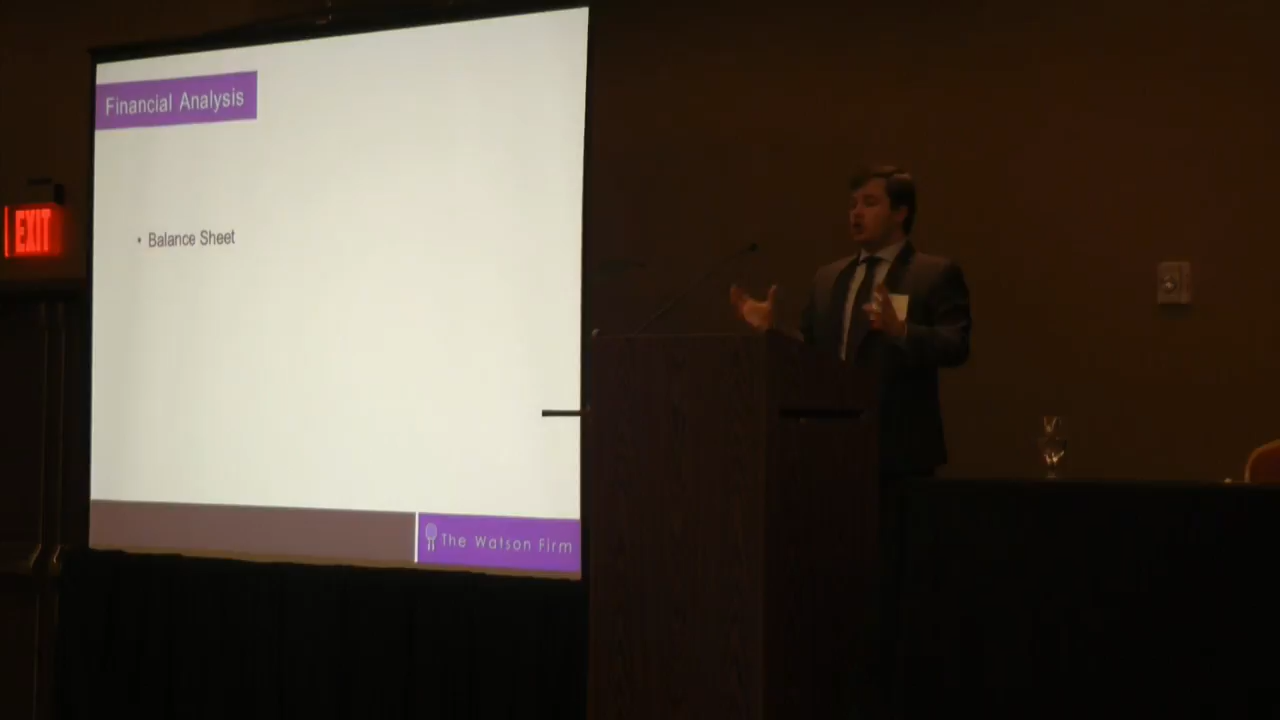 Financial Analysis
• Balance Sheet
EXIT
The Watson Firm